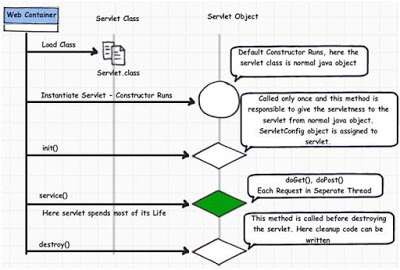 Web Container
Servlet Class
Servlet Object
Load Class
Servlet.class
Default Constructor Runs, here the
servlet class is normal java object
Instantiate Servlet - Constructor Runs
Called only once and this method is
responsible to give the servletness to the
servlet from normal java object.
ServletConfig object is assigned to
servlet.
init()
service()
Here servlet spends most of its Life
doGet(), doPost()
Each Request in Seperate Thread
This method is called before destroying
the servlet. Here cleanup code can be
written
destroy()